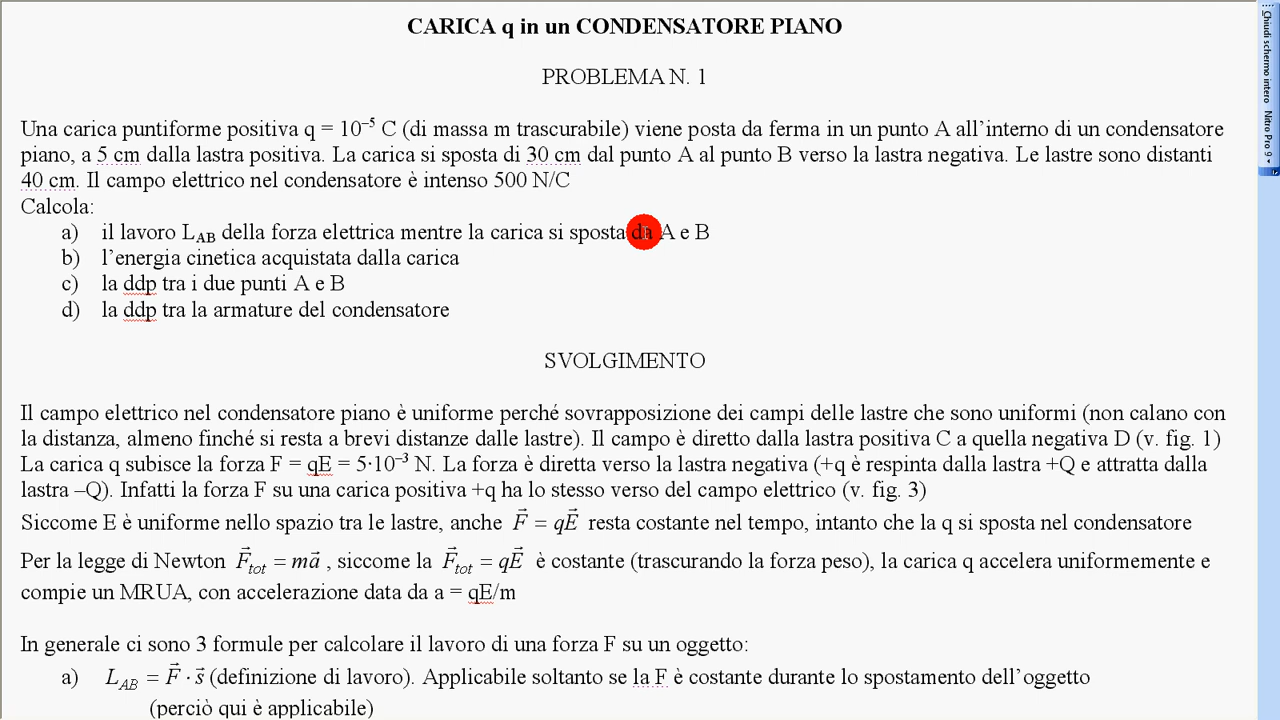 CARICA q in un CONDENSATORE PIANO
PROBLEMA N. 1
Una carica puntiforme positiva q = 10⁻⁵ C (di massa m trascurabile) viene posta da ferma in un punto A all’interno di un condensatore
piano, a 5 cm dalla lastra positiva. La carica si sposta di 30 cm dal punto A al punto B verso la lastra negativa. Le lastre sono distanti
40 cm. Il campo elettrico nel condensatore è intenso 500 N/C
Calcola:
a) il lavoro L_AB della forza elettrica mentre la carica si sposta da A e B
b) l’energia cinetica acquistata dalla carica
c) la ddp tra i due punti A e B
d) la ddp tra la armature del condensatore
SVOLGIMENTO
Il campo elettrico nel condensatore piano è uniforme perché sovrapposizione dei campi delle lastre che sono uniformi (non calano con
la distanza, almeno finché si resta a brevi distanze dalle lastre). Il campo è diretto dalla lastra positiva C a quella negativa D (v. fig. 1)
La carica q subisce la forza F = qE = 5·10⁻³ N. La forza è diretta verso la lastra negativa (+q è respinta dalla lastra +Q e attratta dalla
lastra –Q). Infatti la forza F su una carica positiva +q ha lo stesso verso del campo elettrico (v. fig. 3)
Siccome E è uniforme nello spazio tra le lastre, anche F⃗ = qE⃗ resta costante nel tempo, intanto che la q si sposta nel condensatore
Per la legge di Newton F⃗_tot = ma⃗ , siccome la F⃗_tot = qE⃗ è costante (trascurando la forza peso), la carica q accelera uniformemente e
compie un MRUA, con accelerazione data da a = qE/m
In generale ci sono 3 formule per calcolare il lavoro di una forza F su un oggetto:
a) L_AB = F⃗ · s⃗ (definizione di lavoro). Applicabile soltanto se la F è costante durante lo spostamento dell’oggetto
(perciò qui è applicabile)
Chiudi schermo intero Nitro Pro 9